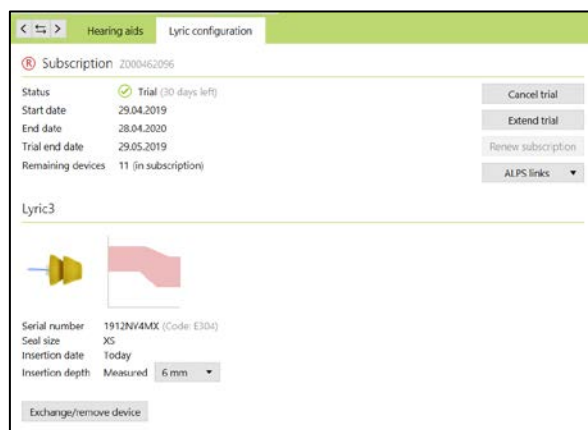 Hearing aids Lyric configuration
R Subscription Z000462096
Status Trial (30 days left) Cancel trial
Start date 29.04.2019
Extend trial
End date 28.04.2020
Trial end date 29.05.2019 Renew subscription
Remaining devices 11 (in subscription)
ALPS links
Lyric3
Serial number 1912NY4MX (Code: E304)
Seal size XS
Insertion date Today
Insertion depth Measured 6 mm
Exchange/remove device